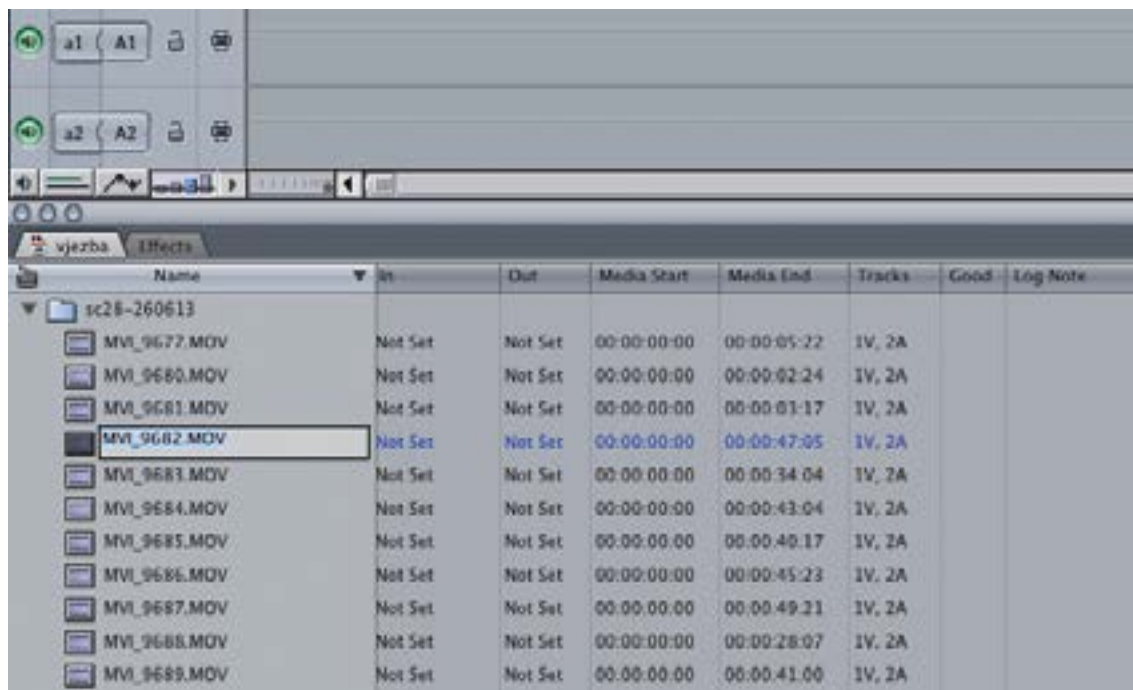 a1 A1
a2 A2
vjezba Effects
Name In Out Media Start Media End Tracks Good Log Note
sc28-260613
MVI_9677.MOV Not Set Not Set 00:00:00:00 00:00:05:22 1V, 2A
MVI_9680.MOV Not Set Not Set 00:00:00:00 00:00:02:24 1V, 2A
MVI_9681.MOV Not Set Not Set 00:00:00:00 00:00:03:17 1V, 2A
MVI_9682.MOV Not Set Not Set 00:00:00:00 00:00:47:05 1V, 2A
MVI_9683.MOV Not Set Not Set 00:00:00:00 00:00:34:04 1V, 2A
MVI_9684.MOV Not Set Not Set 00:00:00:00 00:00:43:04 1V, 2A
MVI_9685.MOV Not Set Not Set 00:00:00:00 00:00:40:17 1V, 2A
MVI_9686.MOV Not Set Not Set 00:00:00:00 00:00:45:23 1V, 2A
MVI_9687.MOV Not Set Not Set 00:00:00:00 00:00:49:21 1V, 2A
MVI_9688.MOV Not Set Not Set 00:00:00:00 00:00:28:07 1V, 2A
MVI_9689.MOV Not Set Not Set 00:00:00:00 00:00:41:00 1V, 2A